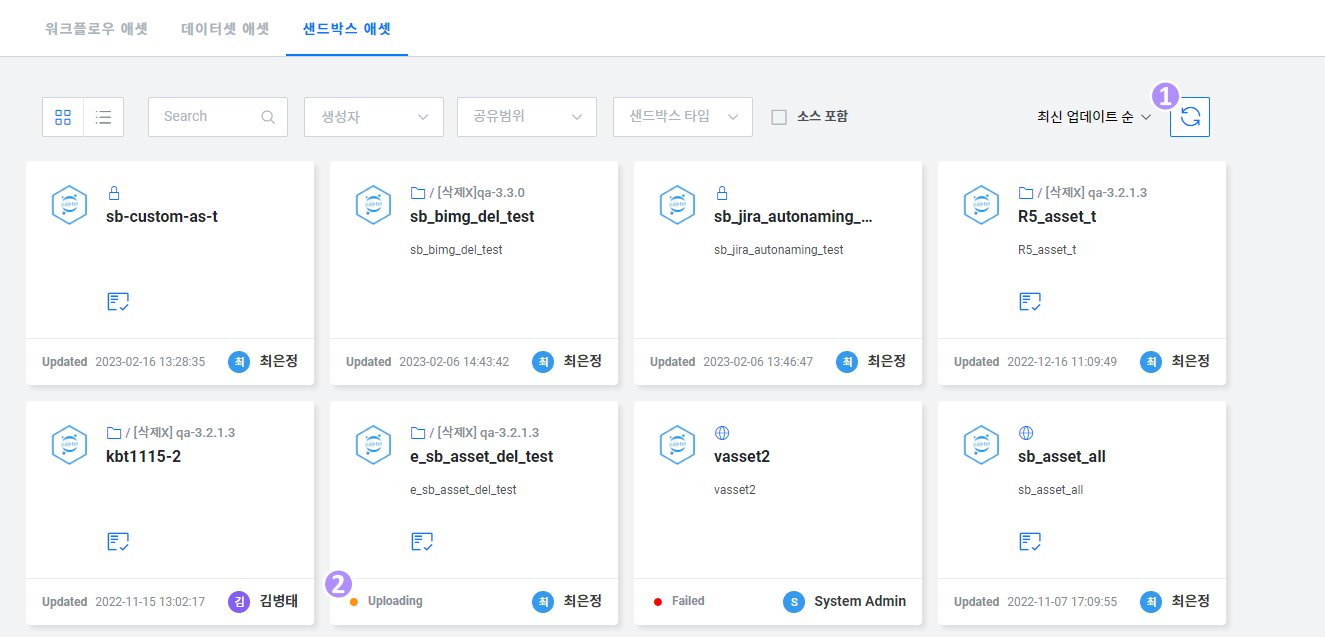 워크플로우 애셋 데이터셋 애셋 샌드박스 애셋
Search 생성자 공유범위 샌드박스 타입 소스 포함 최신 업데이트 순 1
sb-custom-as-t
Updated 2023-02-16 13:28:35 최 최은정
/ [삭제X]qa-3.3.0
sb_bimg_del_test
sb_bimg_del_test
Updated 2023-02-06 14:43:42 최 최은정
sb_jira_autonaming_...
sb_jira_autonaming_test
Updated 2023-02-06 13:46:47 최 최은정
/ [삭제X] qa-3.2.1.3
R5_asset_t
R5_asset_t
Updated 2022-12-16 11:09:49 최 최은정
/ [삭제X] qa-3.2.1.3
kbt1115-2
Updated 2022-11-15 13:02:17 김 김병태
/ [삭제X] qa-3.2.1.3
e_sb_asset_del_test
e_sb_asset_del_test
2 Uploading 최 최은정
vasset2
vasset2
Failed S System Admin
sb_asset_all
sb_asset_all
Updated 2022-11-07 17:09:55 최 최은정